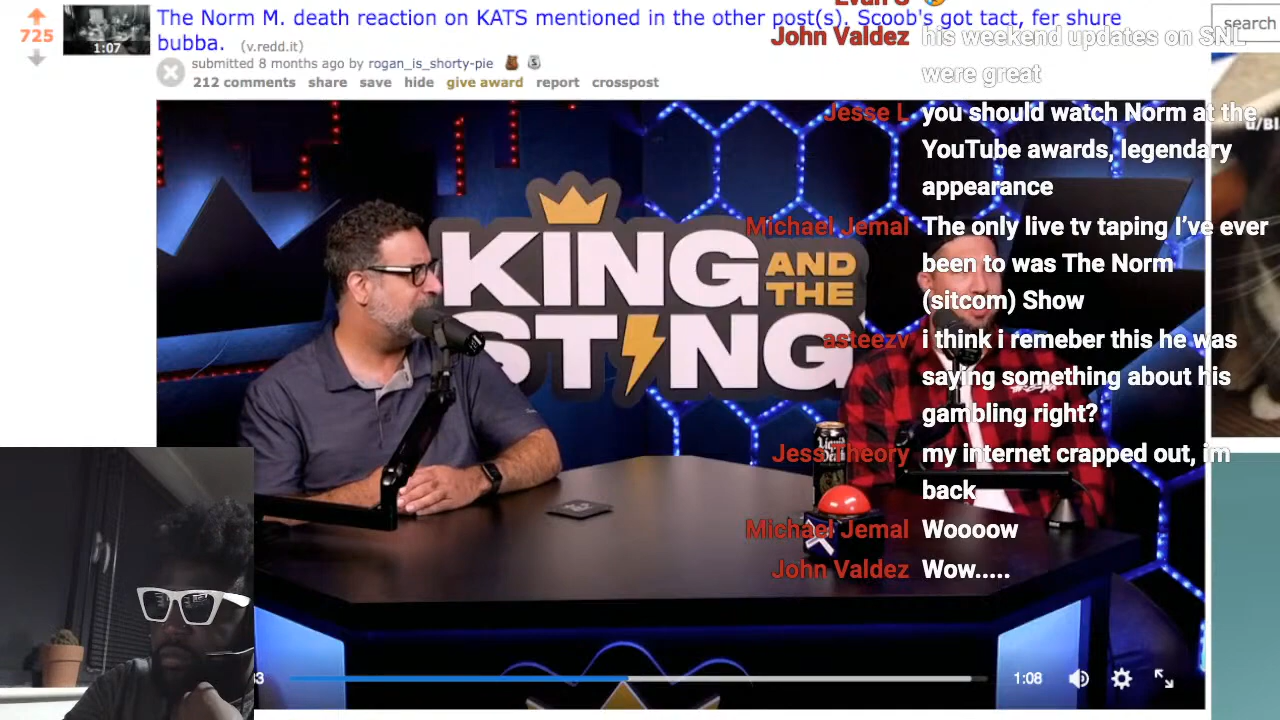 725
1:07
The Norm M. death reaction on KATS mentioned in the other post(s). Scoob's got tact, fer shure
bubba. (v.redd.it)
submitted 8 months ago by rogan_is_shorty-pie
212 comments share save hide give award report crosspost
search
John Valdez his weekend updates on SNL
were great
Jesse L you should watch Norm at the
YouTube awards, legendary
appearance
Michael Jemal The only live tv taping I've ever
been to was The Norm
(sitcom) Show
asteezv i think i remeber this he was
saying something about his
gambling right?
Jess Theory my internet crapped out, im
back
Michael Jemal Woooow
John Valdez Wow.....
KING
AND
THE
STING
Liquid
Death
1:08